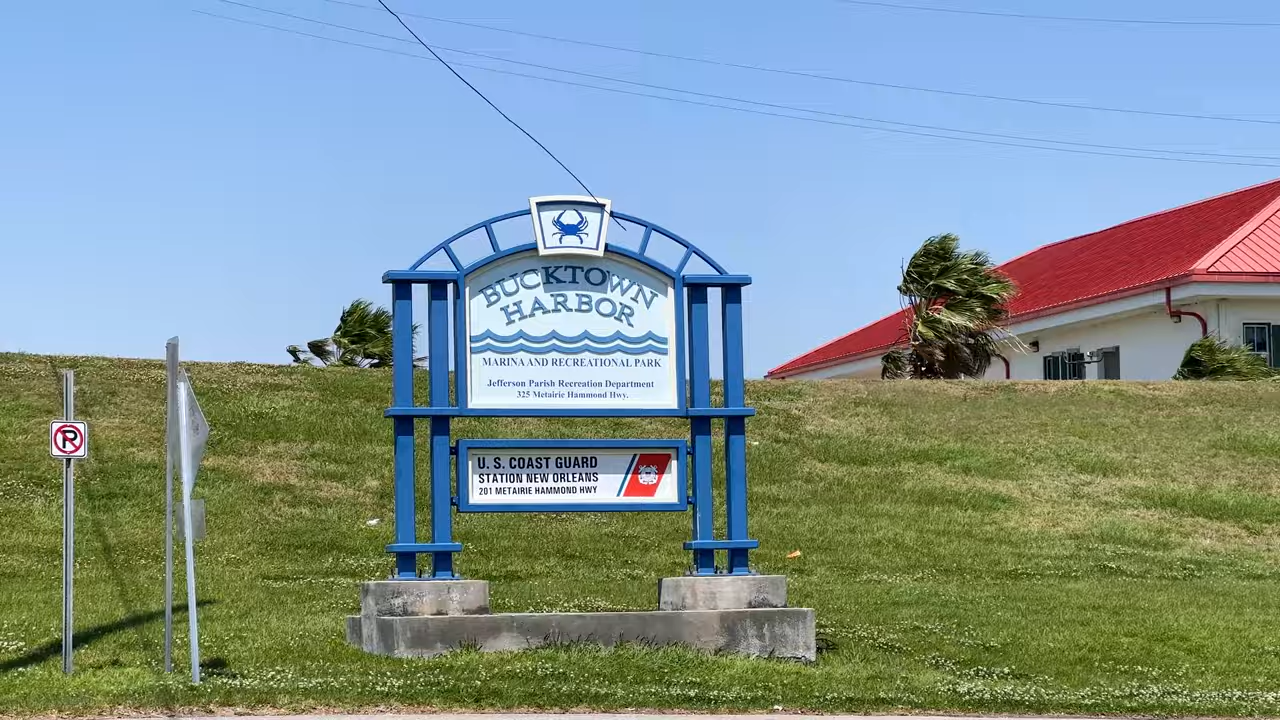 BUCKTOWN
HARBOR
MARINA AND RECREATIONAL PARK
Jefferson Parish Recreation Department
325 Metairie Hammond Hwy.
U. S. COAST GUARD
STATION NEW ORLEANS
201 METAIRIE HAMMOND HWY
P